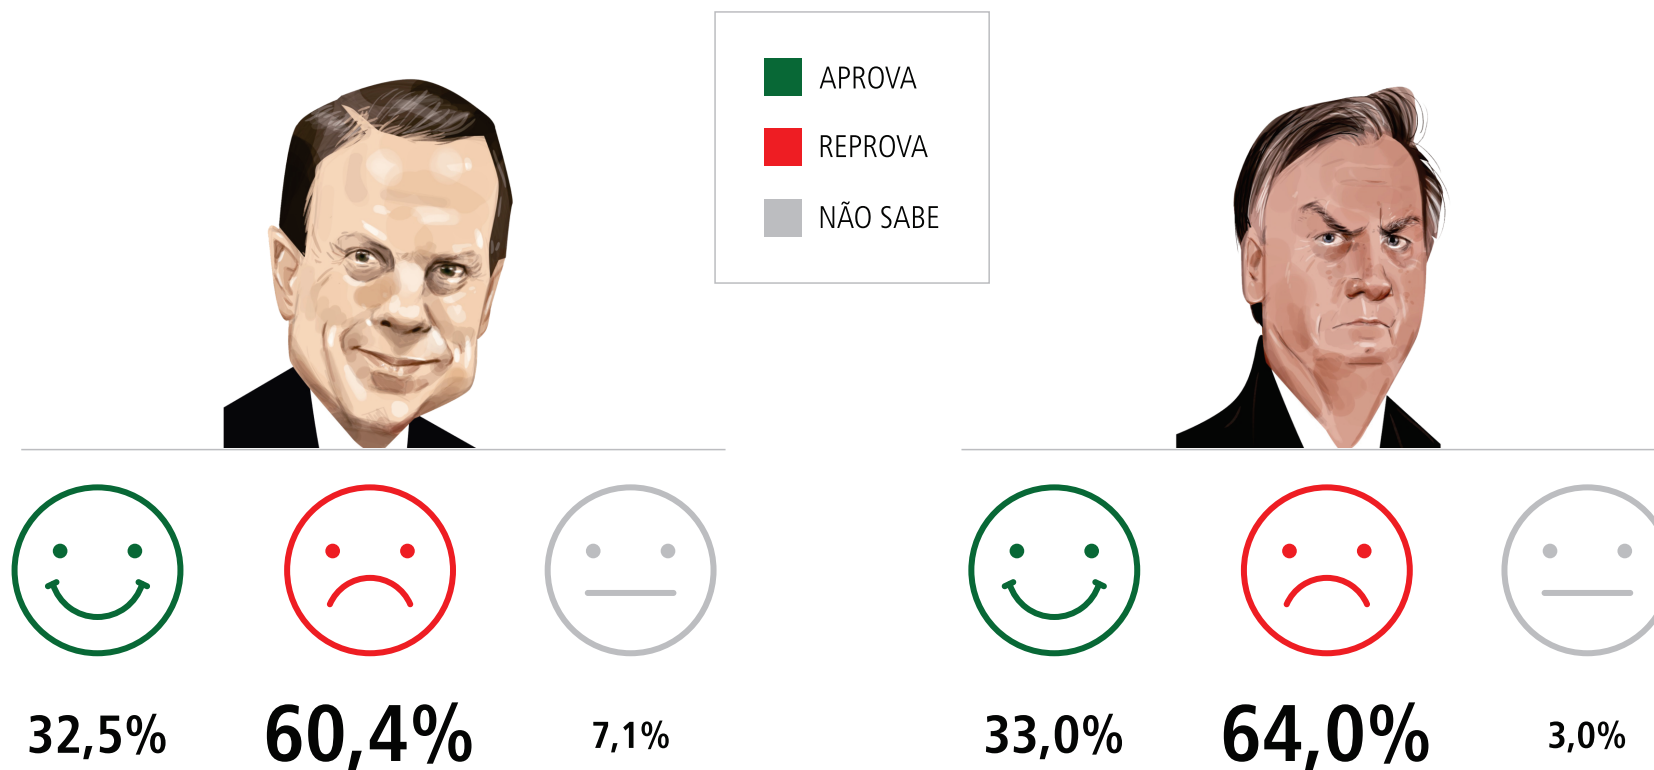 APROVA
REPROVA
NÃO SABE
32,5%
60,4%
7,1%
33,0%
64,0%
3,0%